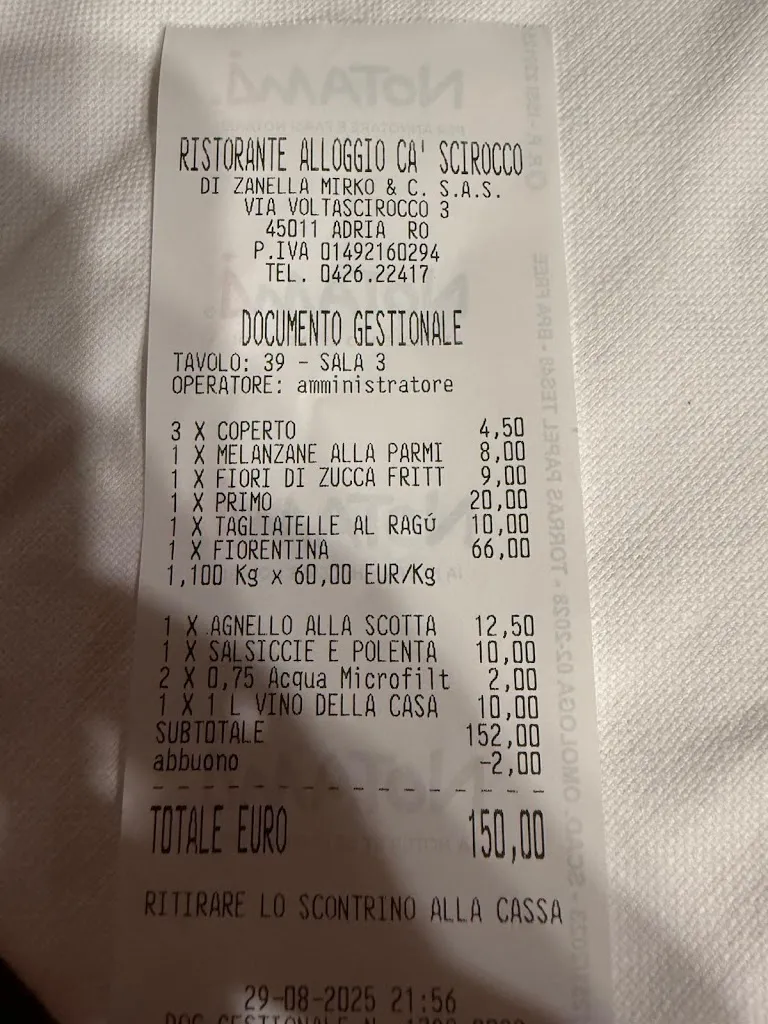 RISTORANTE ALLOGGIO CA' SCIROCCO
DI ZANELLA MIRKO & C. S.A.S.
VIA VOLTASCIROCCO 3
45011 ADRIA RO
P.IVA 01492160294
TEL. 0426.22417
DOCUMENTO GESTIONALE
TAVOLO: 39 - SALA 3
OPERATORE: amministratore
3 X COPERTO 4,50
1 X MELANZANE ALLA PARMI 8,00
1 X FIORI DI ZUCCA FRITT 9,00
1 X PRIMO 20,00
1 X TAGLIATELLE AL RAGÚ 10,00
1 X FIORENTINA 66,00
1,100 Kg x 60,00 EUR/Kg
1 X AGNELLO ALLA SCOTTA 12,50
1 X SALSICCIE E POLENTA 10,00
2 X 0,75 Acqua Microfilt 2,00
1 X 1 L VINO DELLA CASA 10,00
SUBTOTALE 152,00
abbuono -2,00
TOTALE EURO 150,00
RITIRARE LO SCONTRINO ALLA CASSA
29-08-2025 21:56
DOC GESTIONALE N.